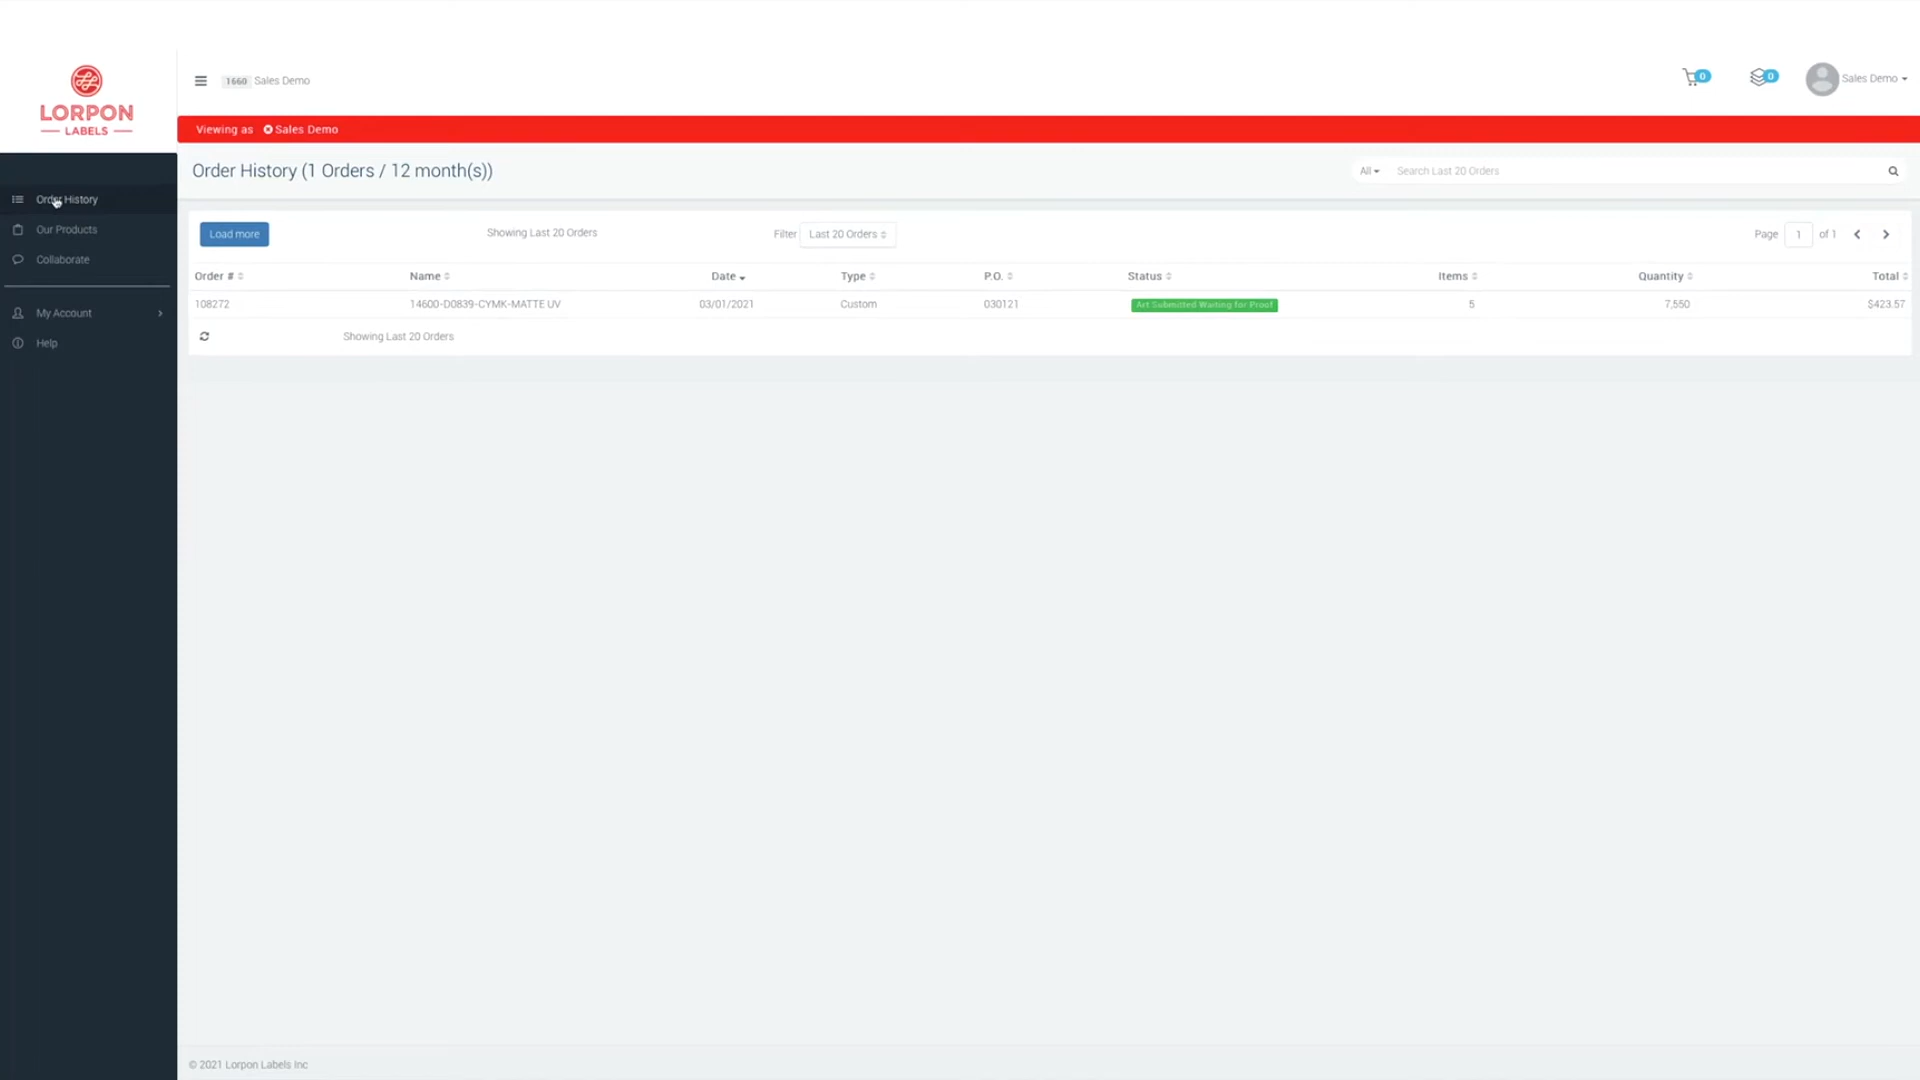 LORPON
LABELS
1660 Sales Demo
0
0
Sales Demo
Viewing as Sales Demo
Order History (1 Orders / 12 month(s))
All
Search Last 20 Orders
Order History
Our Products
Collaborate
My Account
Help
Load more
Showing Last 20 Orders
Filter Last 20 Orders
Page 1 of 1
Order # Name Date Type P.O. Status Items Quantity Total
108272 14600-D0839-CYMK-MATTE UV 03/01/2021 Custom 030121 Art Submitted Waiting for Proof 5 7,550 $423.57
Showing Last 20 Orders
© 2021 Lorpon Labels Inc